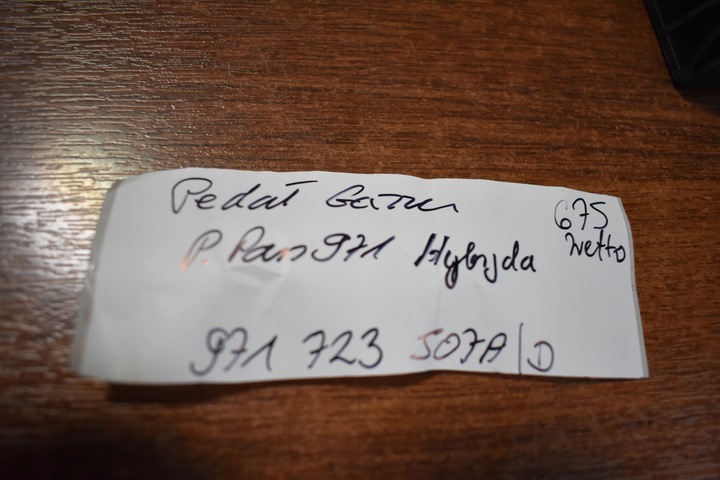 Pedał Gazu
675
netto
P. Pan 971 Hybryda
971 723 507A/D